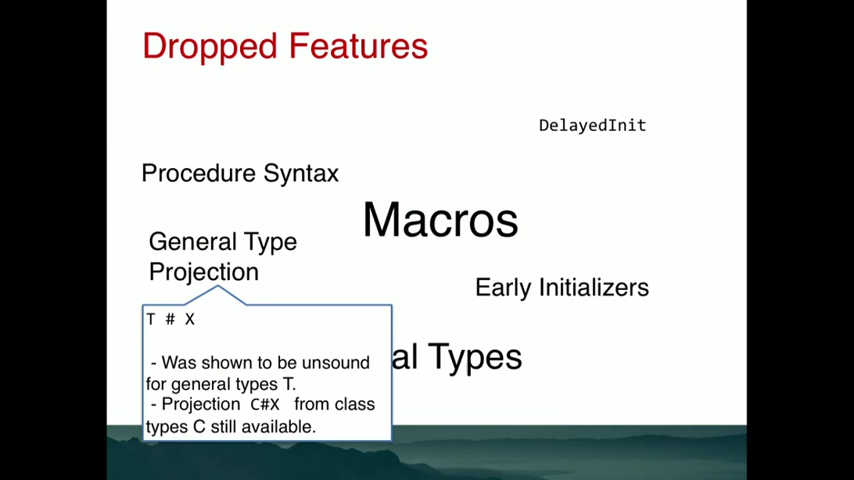 Dropped Features
DelayedInit
Procedure Syntax
Macros
General Type
Projection
Early Initializers
T # X
- Was shown to be unsound
for general types T.
- Projection C#X from class
types C still available.
al Types